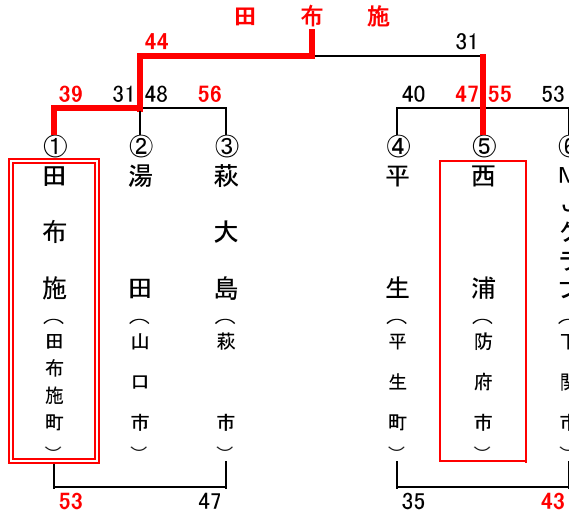 田布施
44 31
39 31 48 56 40 47 55 53
① ② ③ ④ ⑤
田布施(田布施町)
湯田(山口市)
萩大島(萩市)
平生(平生町)
西浦(防府市)
53 47 35 43